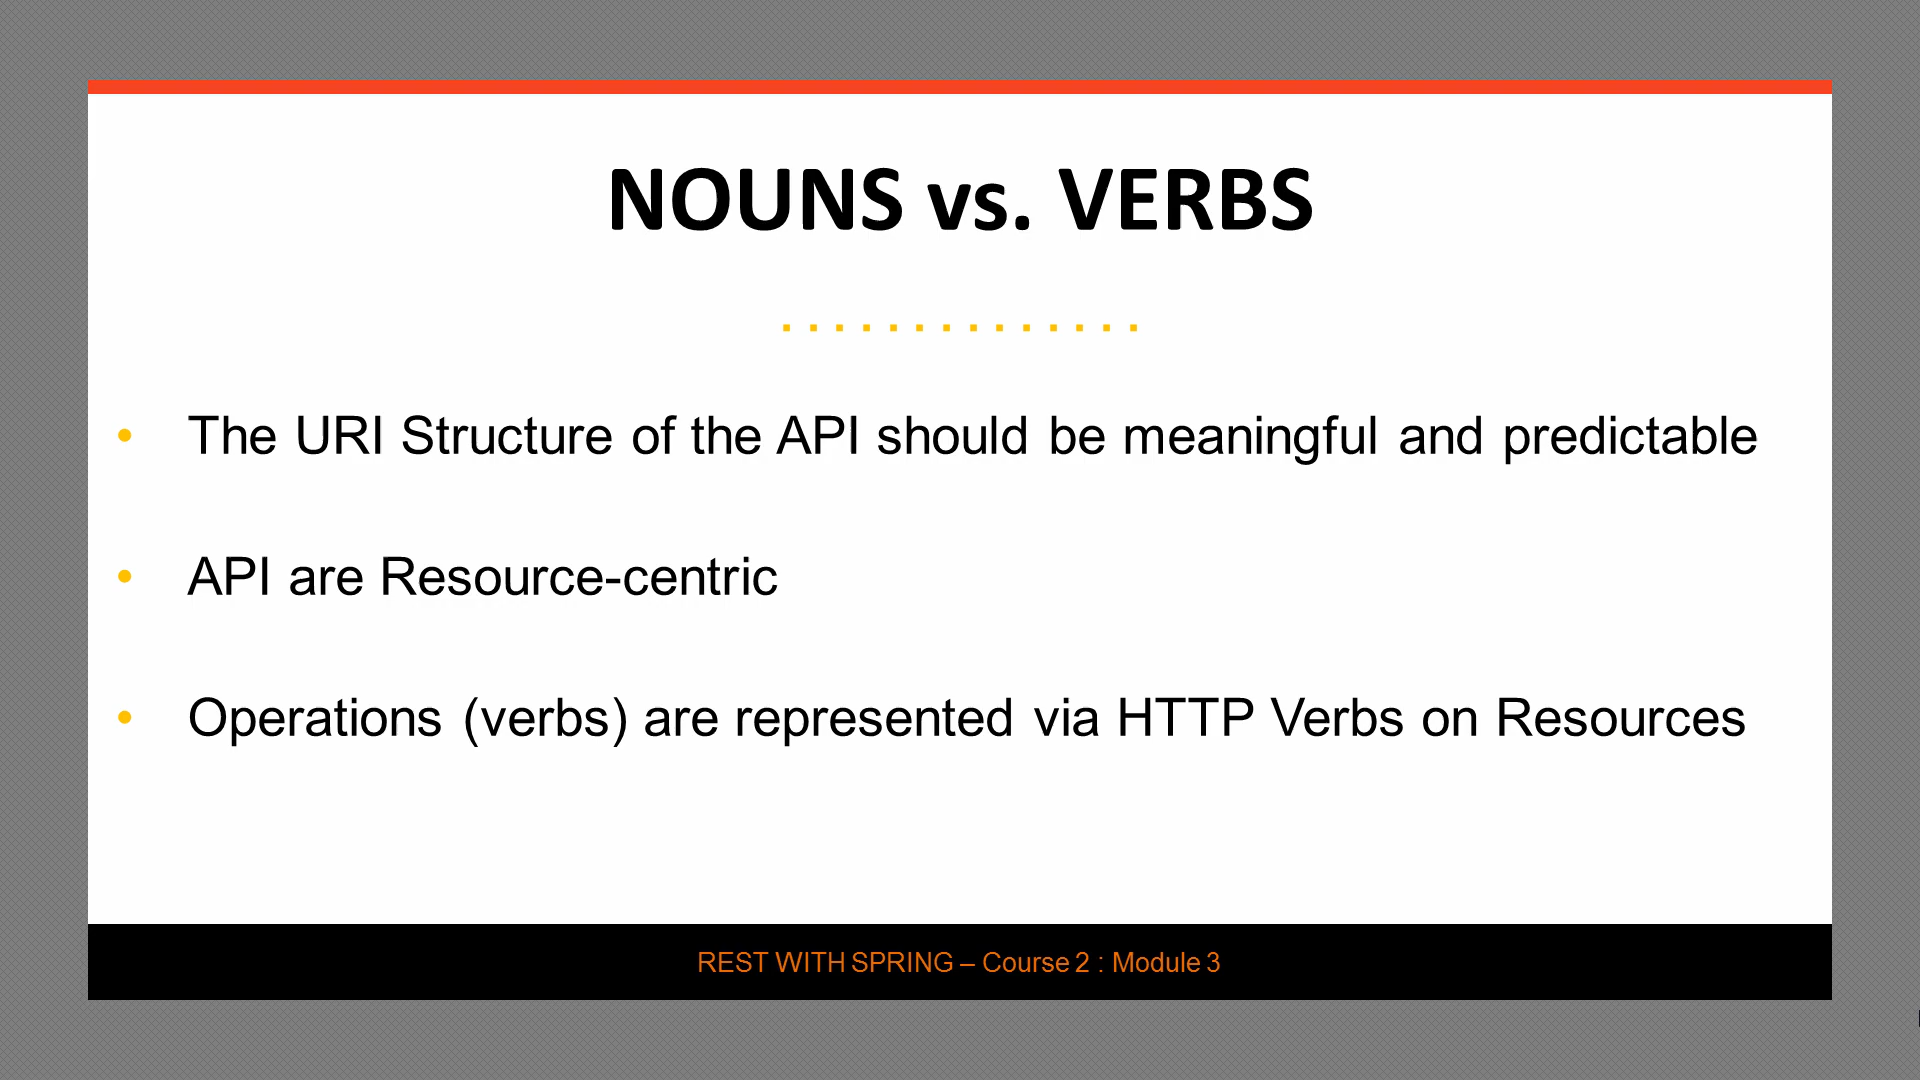 NOUNS vs. VERBS
• The URI Structure of the API should be meaningful and predictable
• API are Resource-centric
• Operations (verbs) are represented via HTTP Verbs on Resources
REST WITH SPRING – Course 2 : Module 3